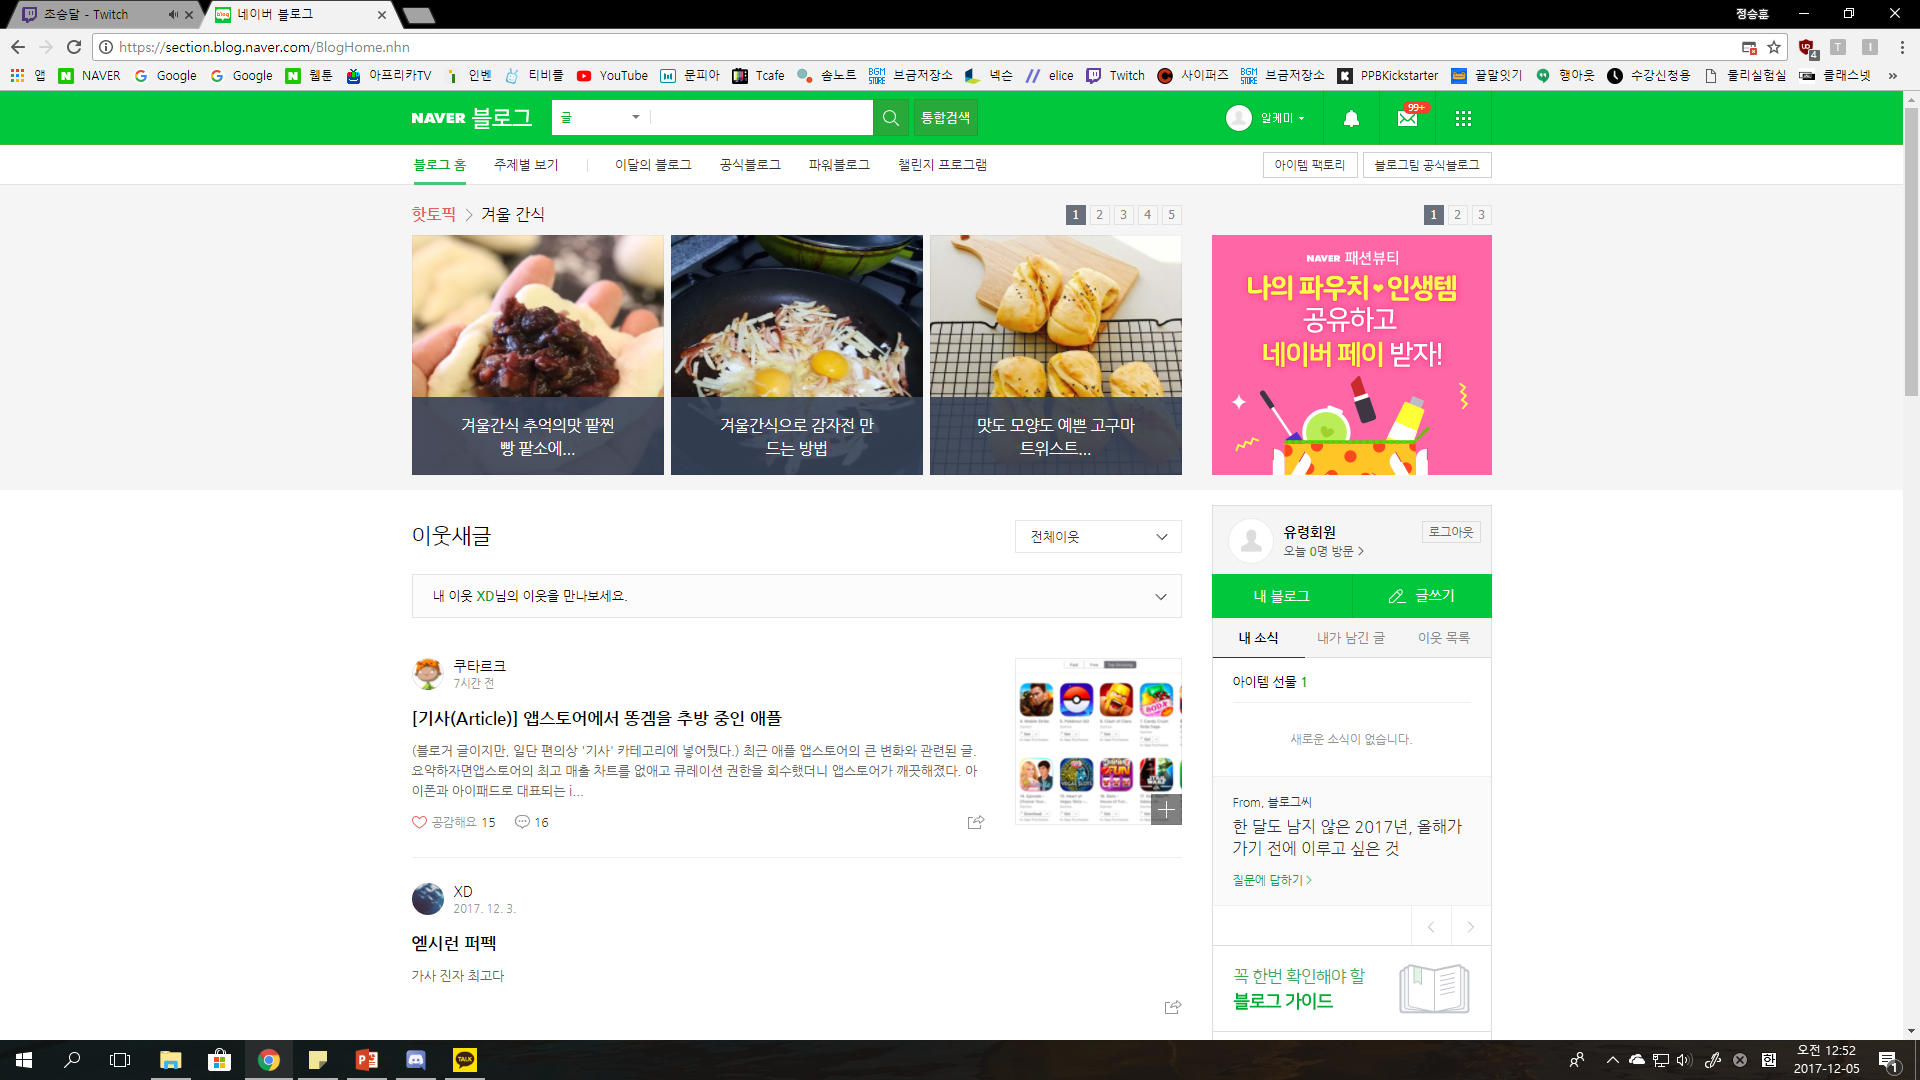 초승달 - Twitch
네이버 블로그
정승훈
https://section.blog.naver.com/BlogHome.nhn
4
앱 NAVER Google Google 웹툰 아프리카TV 인벤 티비플 YouTube 문피아 Tcafe 솜노트 브금저장소 넥슨 elice Twitch 사이퍼즈 브금저장소 PPBKickstarter 끝말잇기 행아웃 수강신청용 물리실험실 클래스넷 »
NAVER 블로그
글
통합검색
알케미
99+
블로그 홈 주제별 보기 이달의 블로그 공식블로그 파워블로그 챌린지 프로그램
아이템 팩토리 블로그팀 공식블로그
핫토픽 > 겨울 간식
1 2 3 4 5
1 2 3
겨울간식 추억의맛 팥찐
빵 팥소에...
겨울간식으로 감자전 만
드는 방법
맛도 모양도 예쁜 고구마
트위스트...
NAVER 패션뷰티
나의 파우치 ♥ 인생템
공유하고
네이버 페이 받자!
이웃새글
전체이웃
내 이웃 XD님의 이웃을 만나보세요.
쿠타르크
7시간 전
[기사(Article)] 앱스토어에서 똥겜을 추방 중인 애플
(블로거 글이지만, 일단 편의상 '기사' 카테고리에 넣어뒀다.) 최근 애플 앱스토어의 큰 변화와 관련된 글.
요약하자면앱스토어의 최고 매출 차트를 없애고 큐레이션 권한을 회수했더니 앱스토어가 깨끗해졌다. 아
이폰과 아이패드로 대표되는 i...
공감해요 15 16
XD
2017. 12. 3.
엘시런 퍼펙
가사 진자 최고다
유령회원
로그아웃
오늘 0명 방문 >
내 블로그 글쓰기
내 소식 내가 남긴 글 이웃 목록
아이템 선물 1
새로운 소식이 없습니다.
From. 블로그씨
한 달도 남지 않은 2017년, 올해가
가기 전에 이루고 싶은 것
질문에 답하기 >
꼭 한번 확인해야 할
블로그 가이드
TALK
한
오전 12:52
2017-12-05
1